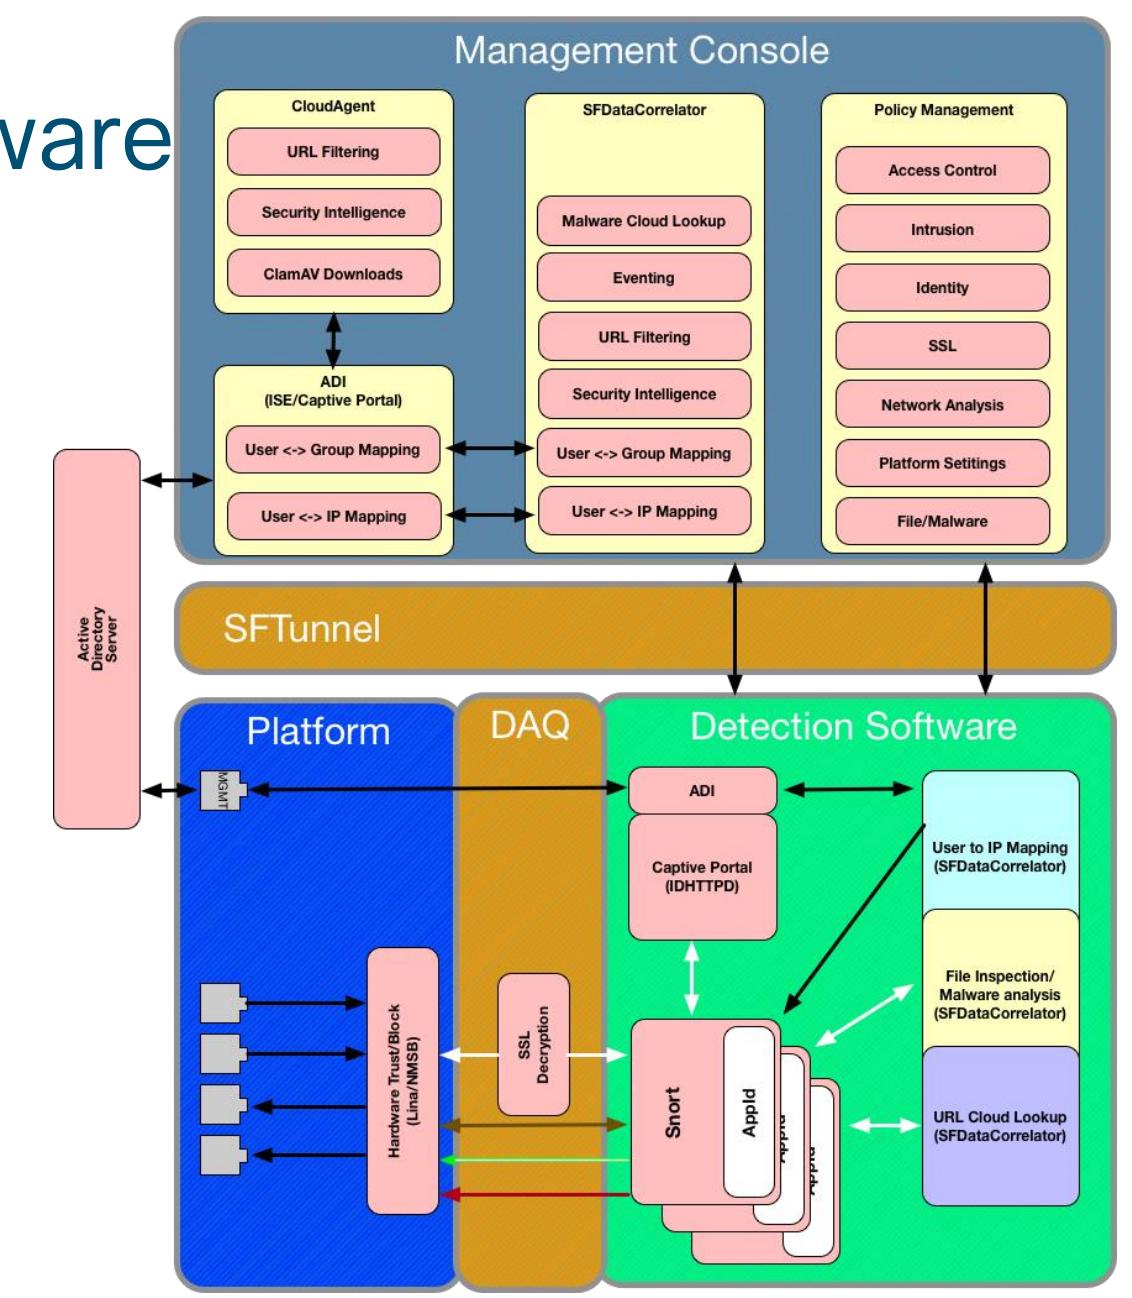 Management Console
ware
CloudAgent
URL Filtering
Security Intelligence
ClamAV Downloads
ADI
(ISE/Captive Portal)
User <-> Group Mapping
User <-> IP Mapping
SFDataCorrelator
Malware Cloud Lookup
Eventing
URL Filtering
Security Intelligence
User <-> Group Mapping
User <-> IP Mapping
Policy Management
Access Control
Intrusion
Identity
SSL
Network Analysis
Platform Setitings
File/Malware
Active
Directory
Server
SFTunnel
Platform
MGMT
Hardware Trust/Block
(Lina/NMSB)
DAQ
SSL
Decryption
Detection Software
ADI
Captive Portal
(IDHTTPD)
Snort
AppId
AppId
AppId
User to IP Mapping
(SFDataCorrelator)
File Inspection/
Malware analysis
(SFDataCorrelator)
URL Cloud Lookup
(SFDataCorrelator)